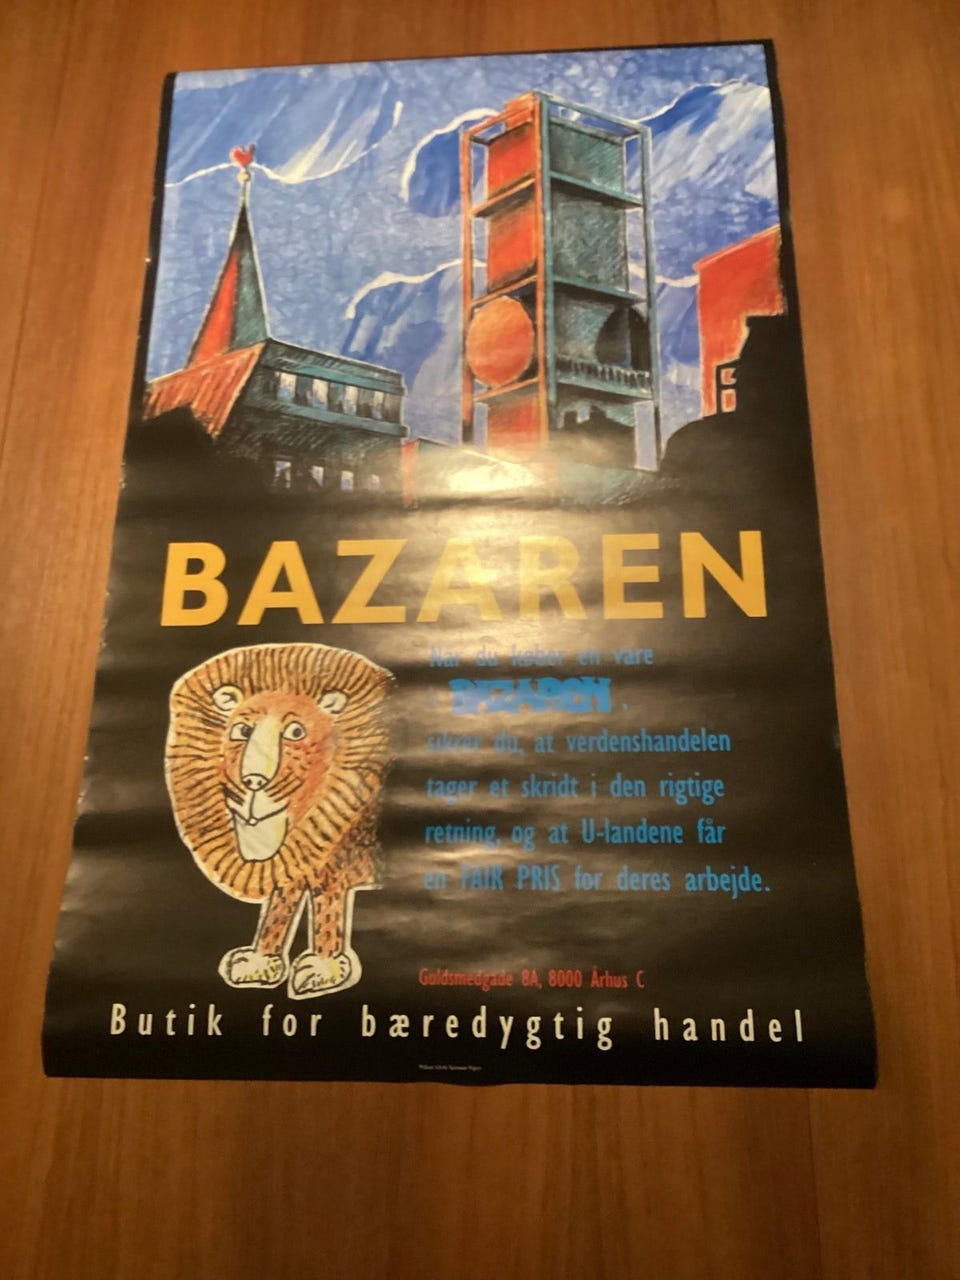 BAZAREN
Når du køber en vare
i BAZAREN,
sikrer du, at verdenshandelen
tager et skridt i den rigtige
retning, og at U-landene får
en FAIR PRIS for deres arbejde.
Guldsmedgade 8A, 8000 Århus C
Butik for bæredygtig handel